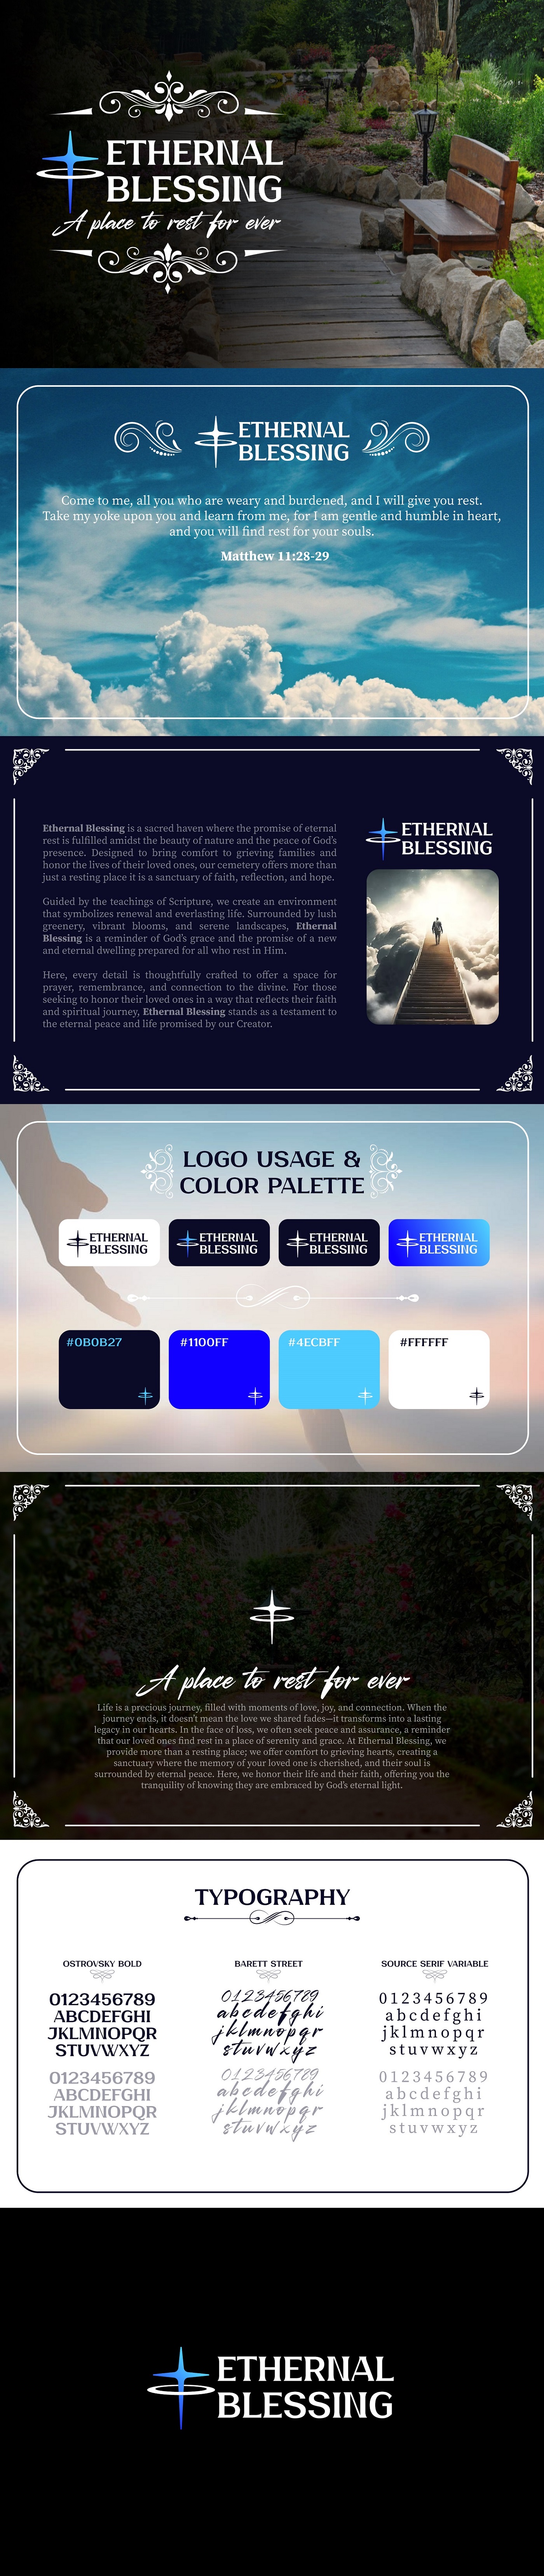 ETHERNAL
BLESSING
A place to rest for ever
ETHERNAL
BLESSING
Come to me, all you who are weary and burdened, and I will give you rest.
Take my yoke upon you and learn from me, for I am gentle and humble in heart,
and you will find rest for your souls.
Matthew 11:28-29
Ethernal Blessing is a sacred haven where the promise of eternal
rest is fulfilled amidst the beauty of nature and the peace of God's
presence. Designed to bring comfort to grieving families and
honor the lives of their loved ones, our cemetery offers more than
just a resting place it is a sanctuary of faith, reflection, and hope.
Guided by the teachings of Scripture, we create an environment
that symbolizes renewal and everlasting life. Surrounded by lush
greenery, vibrant blooms, and serene landscapes, Ethernal
Blessing is a reminder of God's grace and the promise of a new
and eternal dwelling prepared for all who rest in Him.
Here, every detail is thoughtfully crafted to offer a space for
prayer, remembrance, and connection to the divine. For those
seeking to honor their loved ones in a way that reflects their faith
and spiritual journey, Ethernal Blessing stands as a testament to
the eternal peace and life promised by our Creator.
ETHERNAL
BLESSING
LOGO USAGE &
COLOR PALETTE
ETHERNAL
BLESSING
ETHERNAL
BLESSING
ETHERNAL
BLESSING
ETHERNAL
BLESSING
#0B0B27
#1100FF
#4ECBFF
#FFFFFF
A place to rest for ever
Life is a precious journey, filled with moments of love, joy, and connection. When the
journey ends, it doesn't mean the love we shared fades—it transforms into a lasting
legacy in our hearts. In the face of loss, we often seek peace and assurance, a reminder
that our loved ones find rest in a place of serenity and grace. At Ethernal Blessing, we
provide more than a resting place; we offer comfort to grieving hearts, creating a
sanctuary where the memory of your loved one is cherished, and their soul is
surrounded by eternal peace. Here, we honor their life and their faith, offering you the
tranquility of knowing they are embraced by God's eternal light.
TYPOGRAPHY
OSTROVSKY BOLD
0123456789
ABCDEFGHI
JKLMNOPQR
STUVWXYZ
0123456789
ABCDEFGHI
JKLMNOPQR
STUVWXYZ
BARETT STREET
0123456789
abcdefghi
jklmnopqr
stuvwxyz
0123456789
abcdefghi
jklmnopqr
stuvwxyz
SOURCE SERIF VARIABLE
0123456789
abcdefghi
jklmnopqr
stuvwxyz
0123456789
abcdefghi
jklmnopqr
stuvwxyz
ETHERNAL
BLESSING